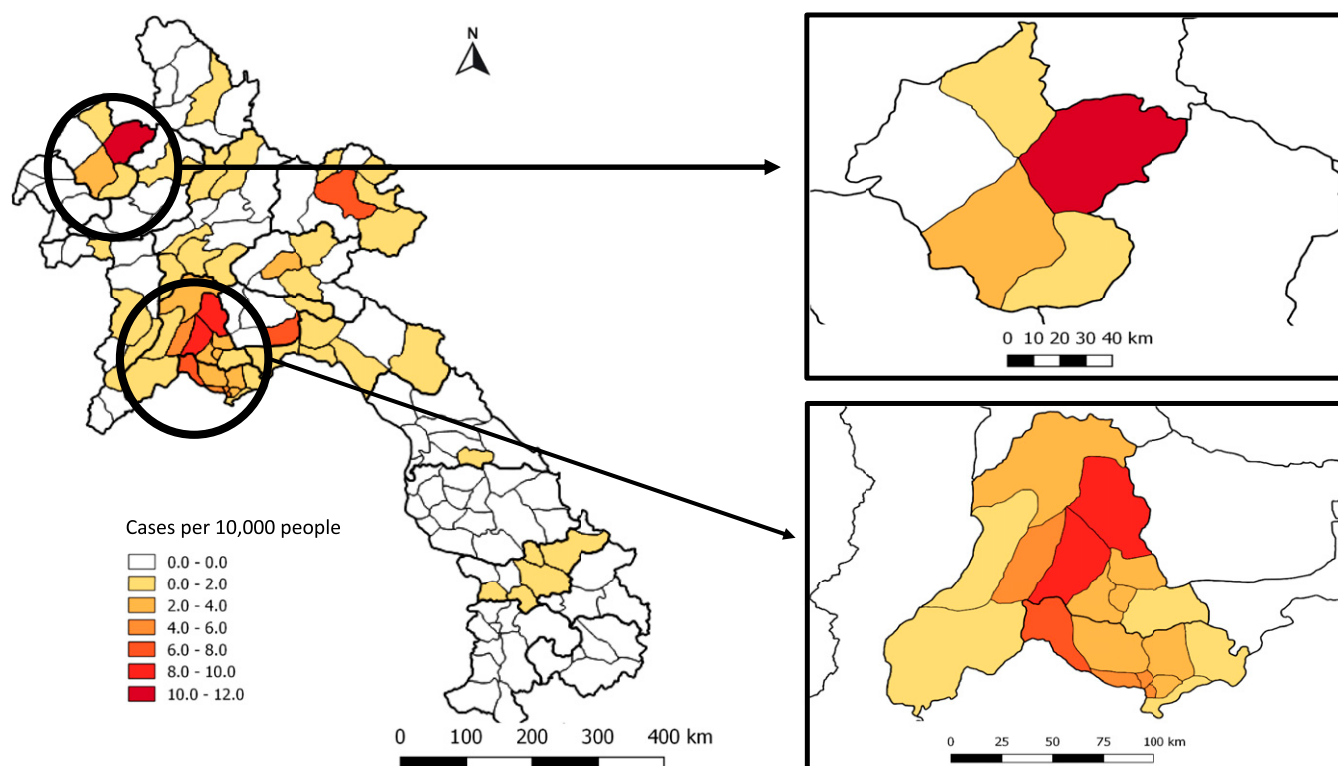 N
Cases per 10,000 people
0.0 - 0.0
0.0 - 2.0
2.0 - 4.0
4.0 - 6.0
6.0 - 8.0
8.0 - 10.0
10.0 - 12.0
0 100 200 300 400 km
0 10 20 30 40 km
0 25 50 75 100 km